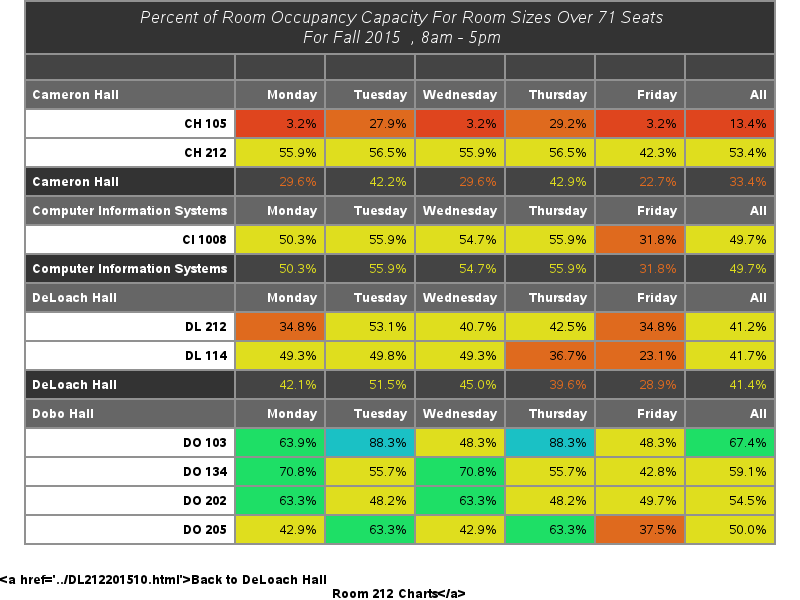 Percent of Room Occupancy Capacity For Room Sizes Over 71 Seats
For Fall 2015 , 8am - 5pm
Cameron Hall Monday Tuesday Wednesday Thursday Friday All
CH 105 3.2% 27.9% 3.2% 29.2% 3.2% 13.4%
CH 212 55.9% 56.5% 55.9% 56.5% 42.3% 53.4%
Cameron Hall 29.6% 42.2% 29.6% 42.9% 22.7% 33.4%
Computer Information Systems Monday Tuesday Wednesday Thursday Friday All
CI 1008 50.3% 55.9% 54.7% 55.9% 31.8% 49.7%
Computer Information Systems 50.3% 55.9% 54.7% 55.9% 31.8% 49.7%
DeLoach Hall Monday Tuesday Wednesday Thursday Friday All
DL 212 34.8% 53.1% 40.7% 42.5% 34.8% 41.2%
DL 114 49.3% 49.8% 49.3% 36.7% 23.1% 41.7%
DeLoach Hall 42.1% 51.5% 45.0% 39.6% 28.9% 41.4%
Dobo Hall Monday Tuesday Wednesday Thursday Friday All
DO 103 63.9% 88.3% 48.3% 88.3% 48.3% 67.4%
DO 134 70.8% 55.7% 70.8% 55.7% 42.8% 59.1%
DO 202 63.3% 48.2% 63.3% 48.2% 49.7% 54.5%
DO 205 42.9% 63.3% 42.9% 63.3% 37.5% 50.0%
<a href='../DL212201510.html'>Back to DeLoach Hall
Room 212 Charts</a>